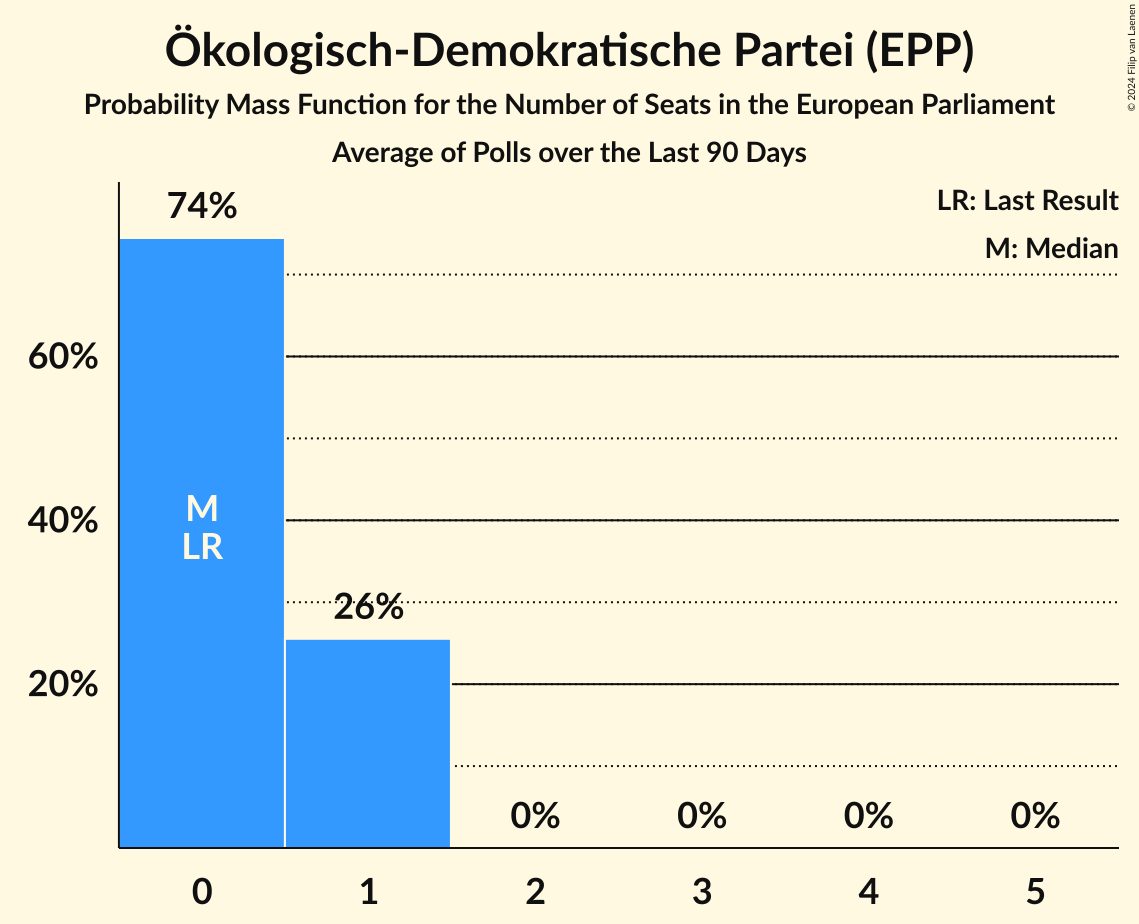 Ökologisch-Demokratische Partei (EPP)
Probability Mass Function for the Number of Seats in the European Parliament
Average of Polls over the Last 90 Days
© 2024 Filip van Laenen
LR: Last Result
M: Median
74%
60%
40%
20%
M
LR
26%
0%
0%
0%
0%
0
1
2
3
4
5